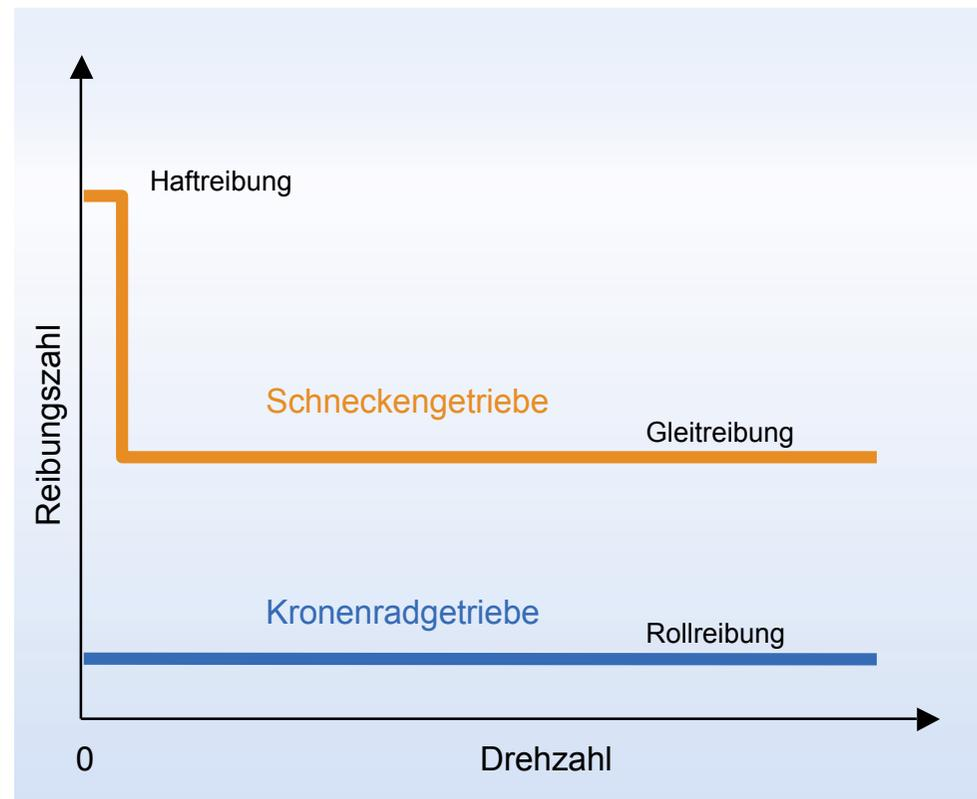 Haftreibung
Reibungszahl
Schneckengetriebe
Gleitreibung
Kronenradgetriebe
Rollreibung
0
Drehzahl